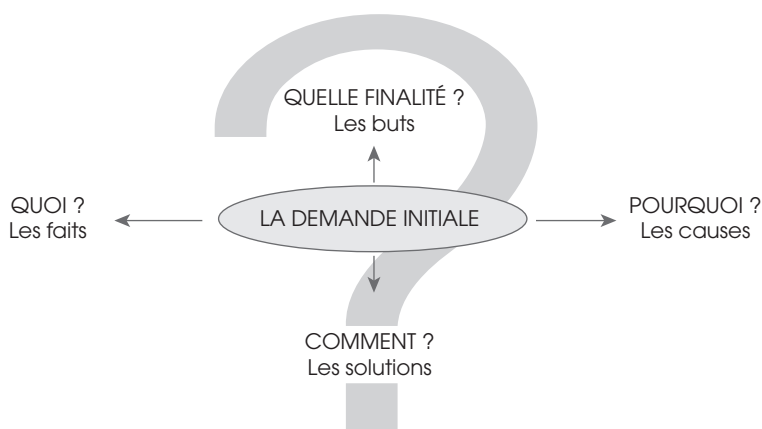 QUELLE FINALITÉ ?
Les buts
QUOI ?
Les faits
LA DEMANDE INITIALE
POURQUOI ?
Les causes
COMMENT ?
Les solutions